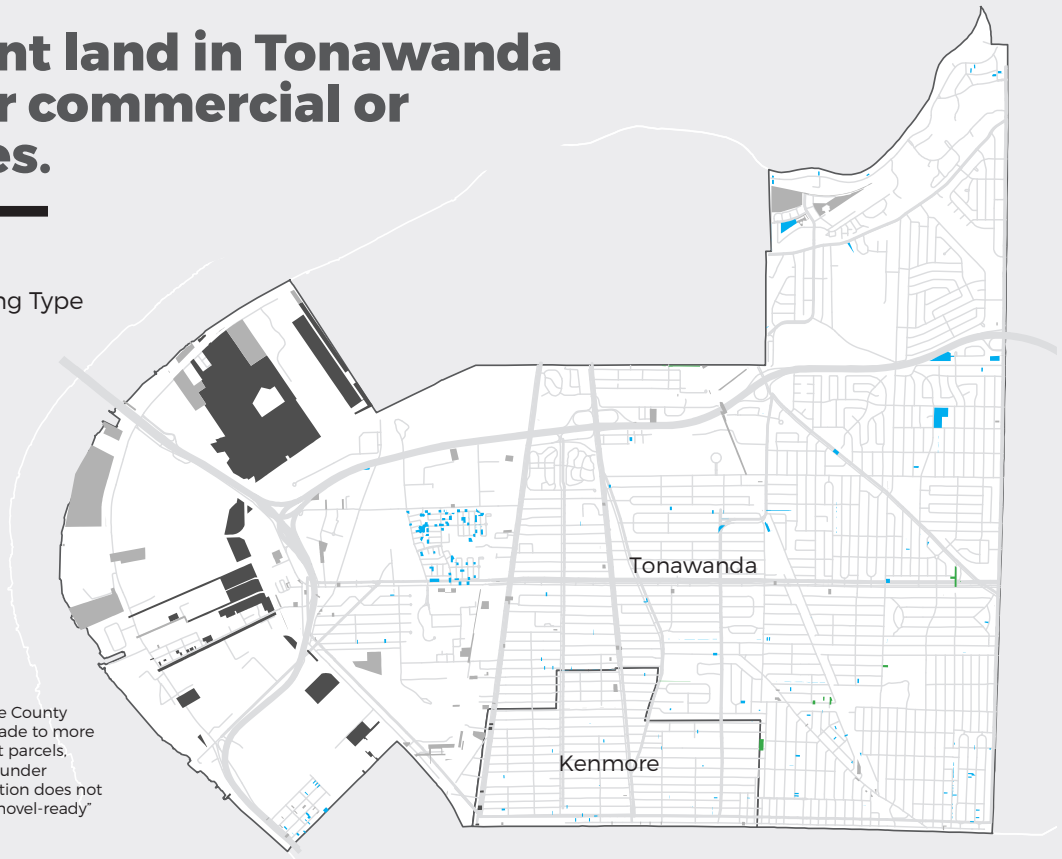 nt land in Tonawanda
r commercial or
es.
ng Type
Tonawanda
Kenmore
e County
ade to more
t parcels,
under
tion does not
hovel-ready”